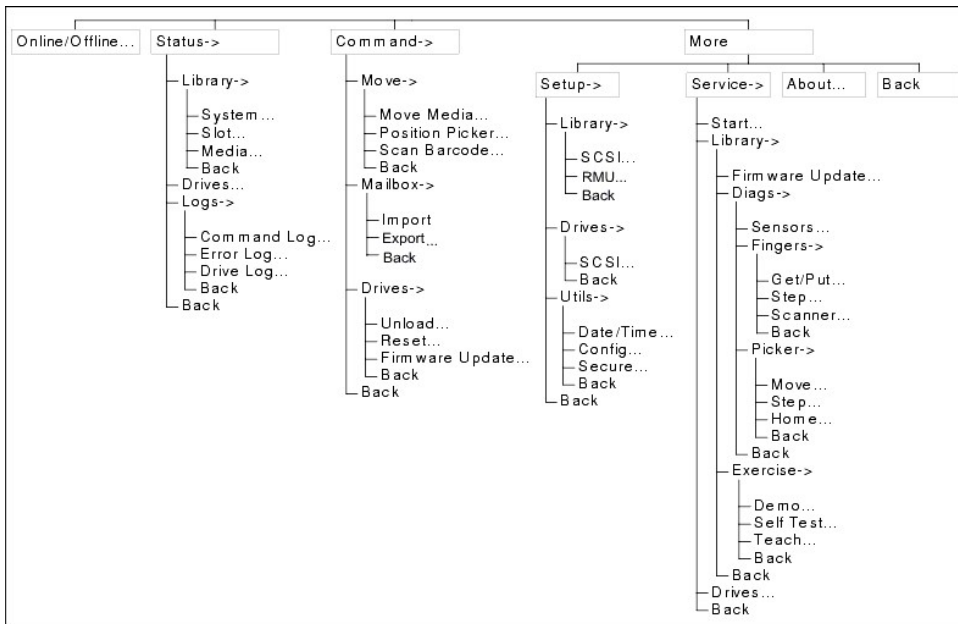 Online/Offline...
Status->
Library->
System...
Slot...
Media...
Back
Drives...
Logs->
Command Log...
Error Log...
Drive Log...
Back
Back
Command->
Move->
Move Media...
Position Picker...
Scan Barcode...
Back
Mailbox->
Import
Export...
Back
Drives->
Unload...
Reset...
Firmware Update...
Back
Back
More
Setup->
Library->
SCSI...
RMU...
Back
Drives->
SCSI...
Back
Utils->
Date/Time...
Config...
Secure...
Back
Back
Service->
Start...
Library->
Firmware Update...
Diags->
Sensors...
Fingers->
Get/Put...
Step...
Scanner...
Back
Picker->
Move...
Step...
Home...
Back
Back
Exercise->
Demo...
Self Test...
Teach...
Back
Back
Drives...
Back
About...
Back